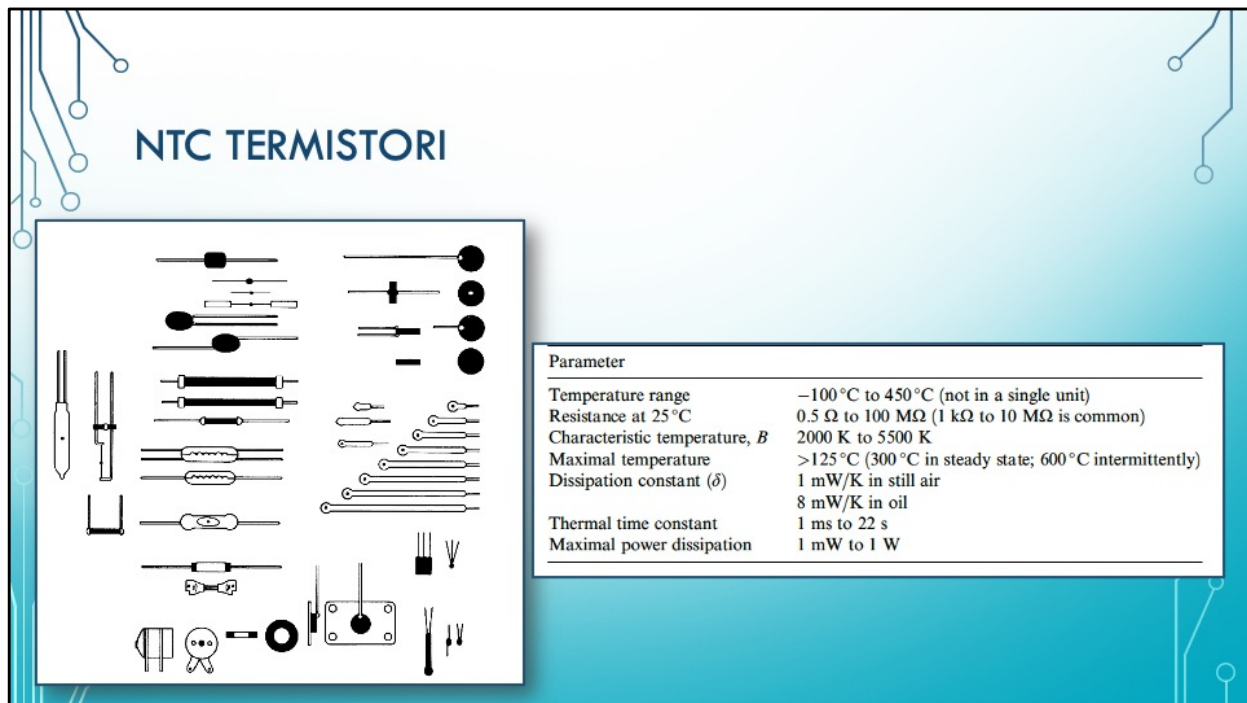 NTC TERMISTORI
Parameter
Temperature range −100 °C to 450 °C (not in a single unit)
Resistance at 25 °C 0.5 Ω to 100 MΩ (1 kΩ to 10 MΩ is common)
Characteristic temperature, B 2000 K to 5500 K
Maximal temperature >125 °C (300 °C in steady state; 600 °C intermittently)
Dissipation constant (δ) 1 mW/K in still air
8 mW/K in oil
Thermal time constant 1 ms to 22 s
Maximal power dissipation 1 mW to 1 W